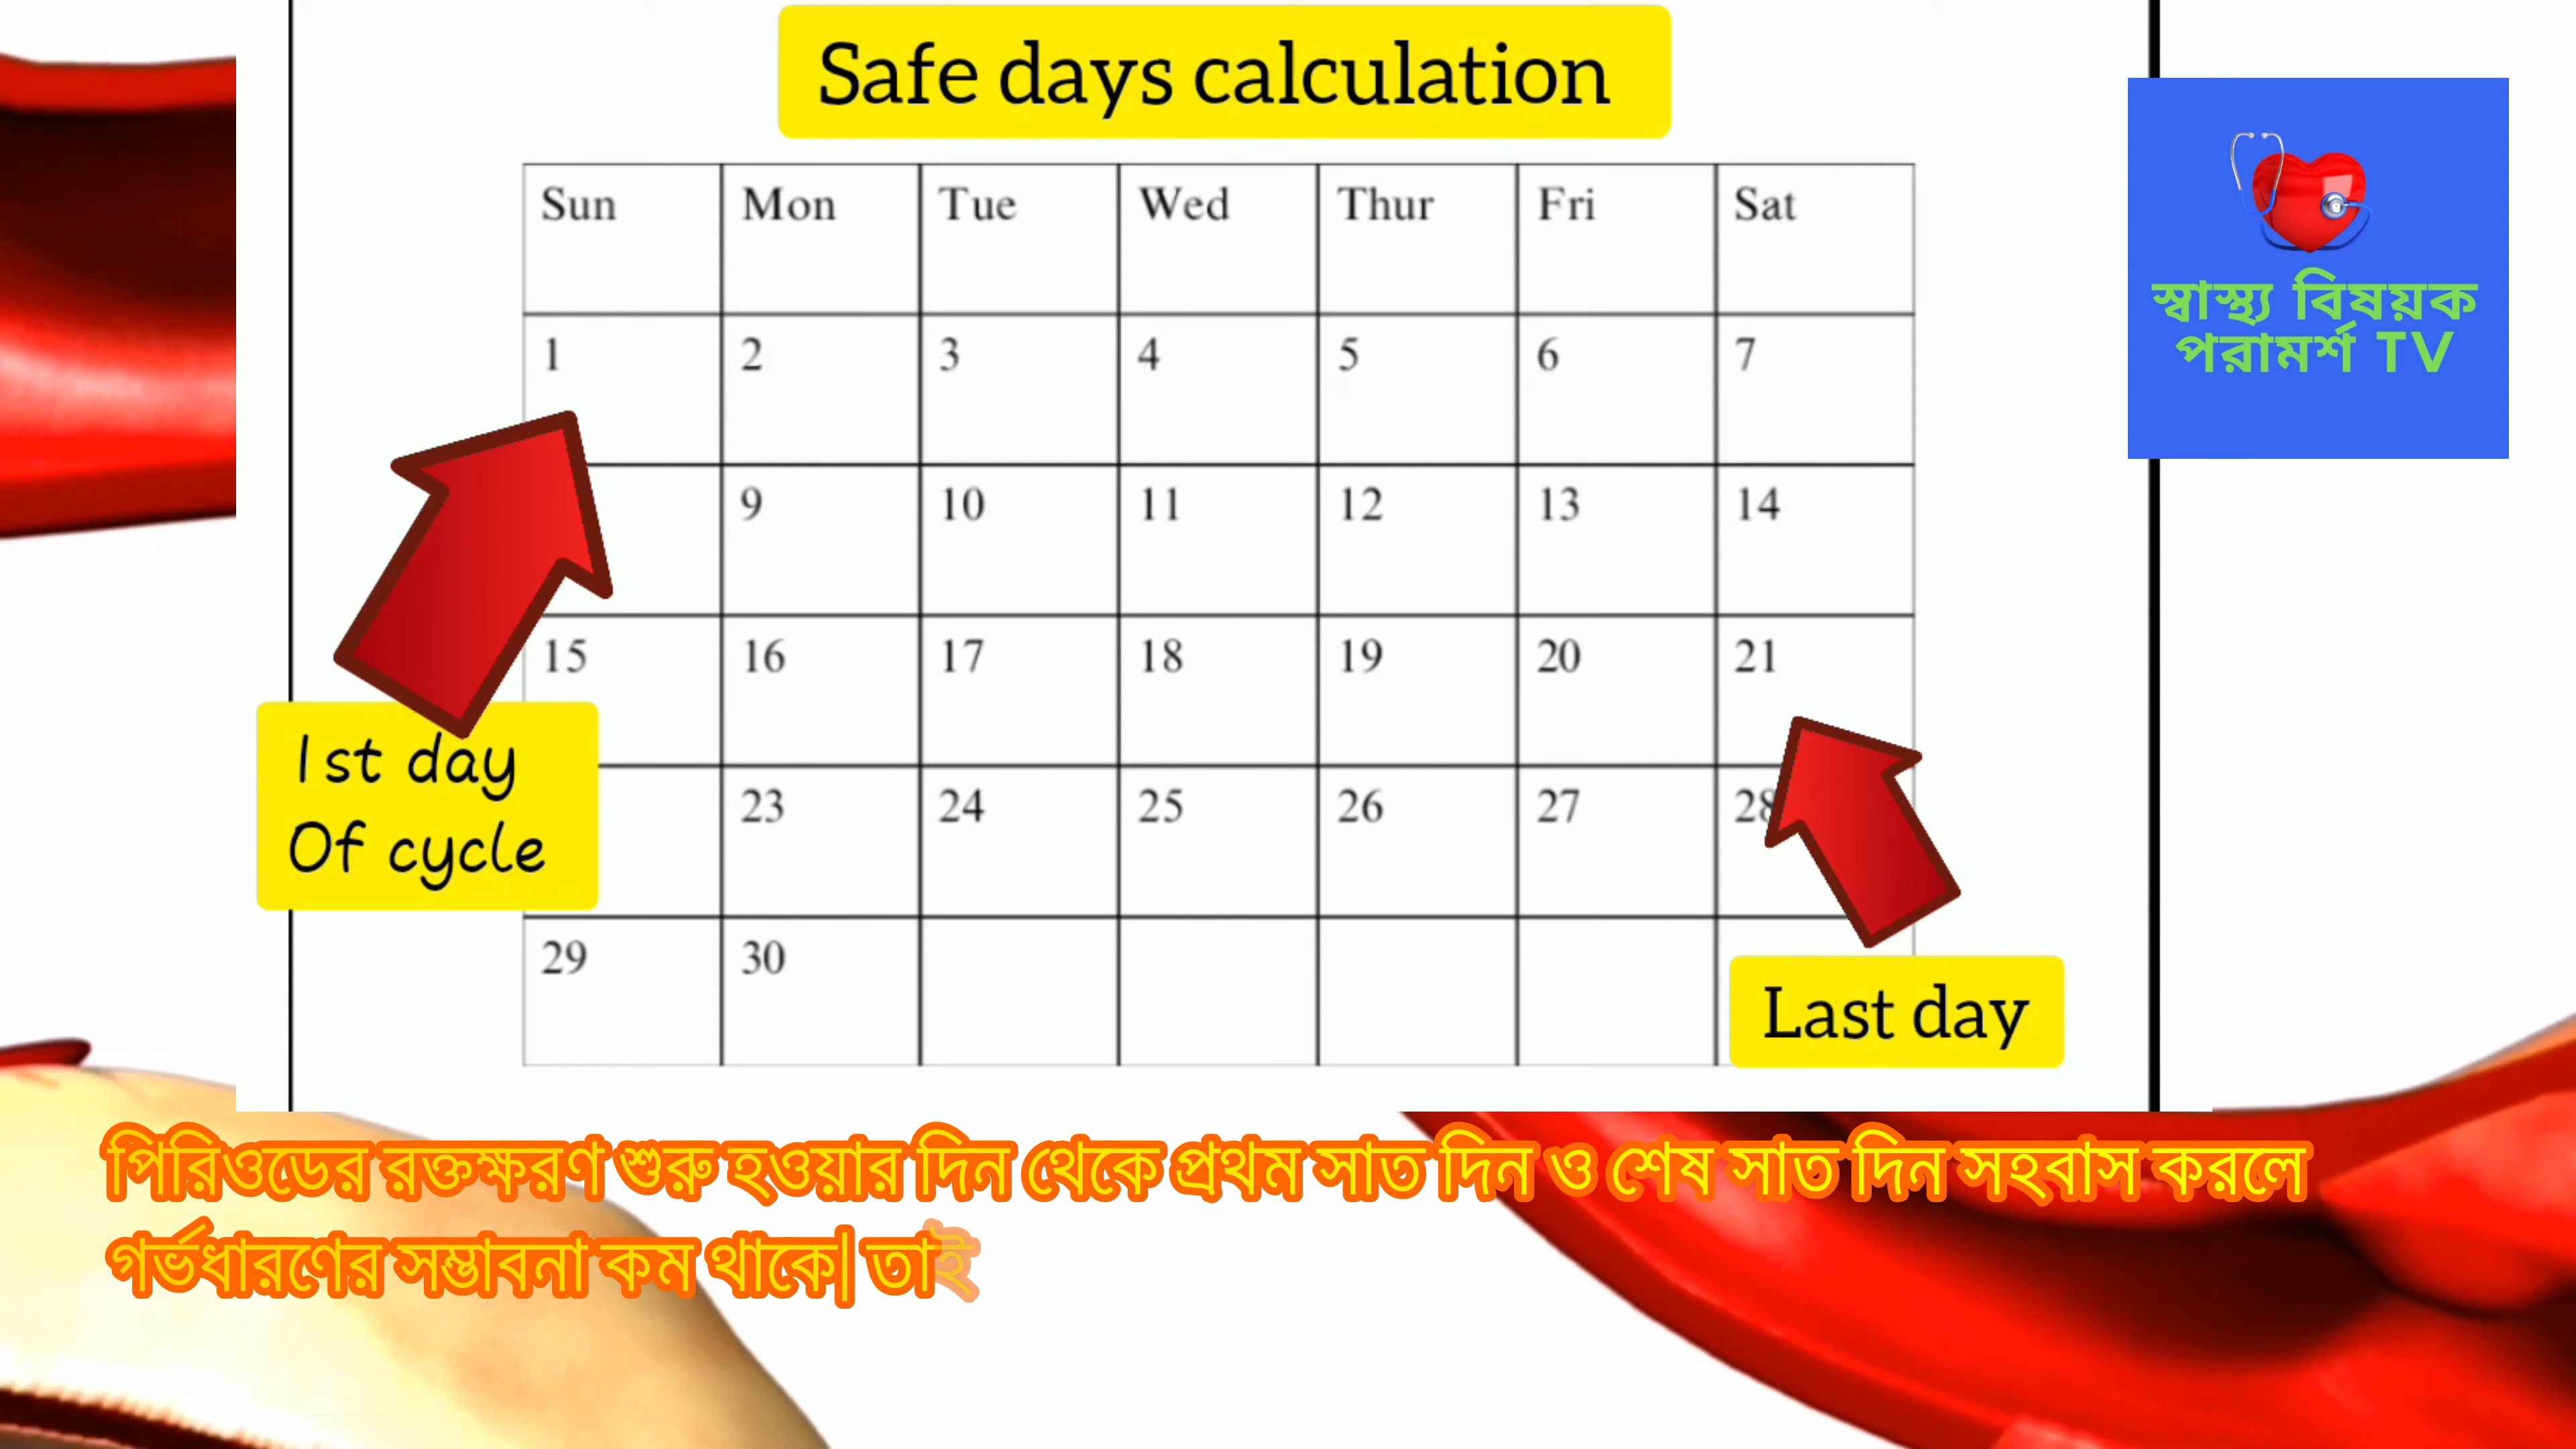 Safe days calculation
Sun Mon Tue Wed Thur Fri Sat
1 2 3 4 5 6 7
9 10 11 12 13 14
15 16 17 18 19 20 21
23 24 25 26 27 28
29 30
1st day
Of cycle
Last day
স্বাস্থ্য বিষয়ক
পরামর্শ TV
পিরিওডের রক্তক্ষরণ শুরু হওয়ার দিন থেকে প্রথম সাত দিন ও শেষ সাত দিন সহবাস করলে
গর্ভধারণের সম্ভাবনা কম থাকে| তাই